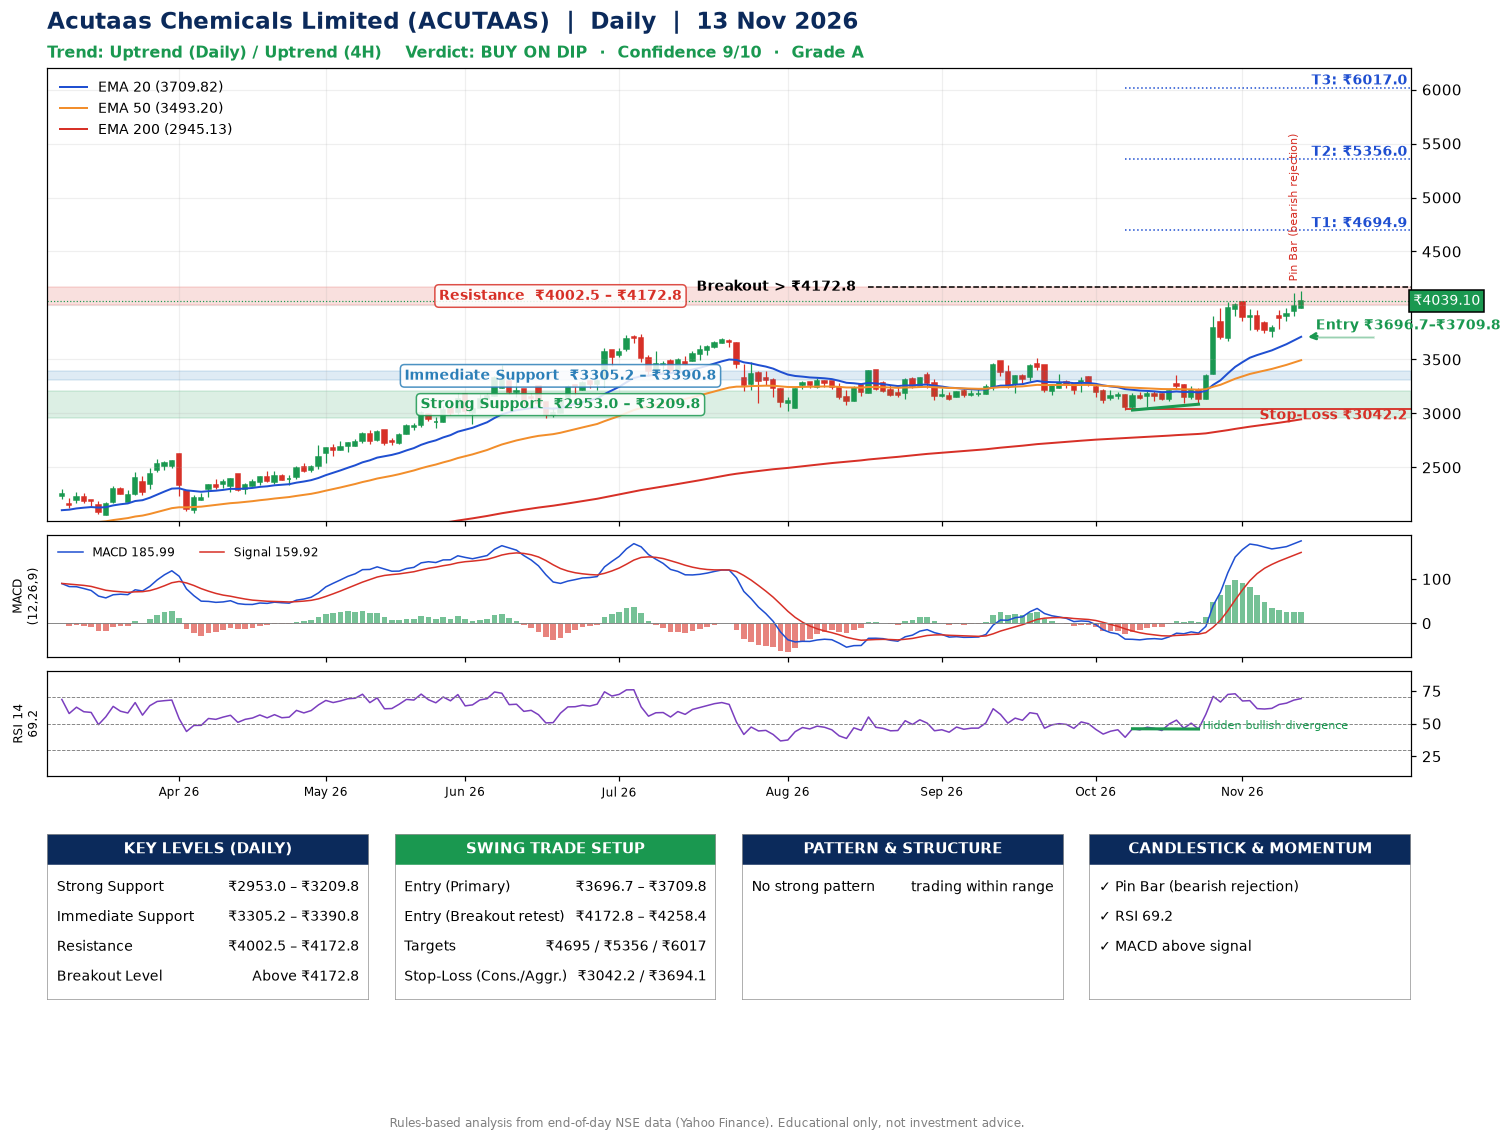 Acutaas Chemicals Limited (ACUTAAS) | Daily | 13 Nov 2026
Trend: Uptrend (Daily) / Uptrend (4H) Verdict: BUY ON DIP · Confidence 9/10 · Grade A
EMA 20 (3709.82)
EMA 50 (3493.20)
EMA 200 (2945.13)
T3: ₹6017.0
T2: ₹5356.0
T1: ₹4694.9
Pin Bar (bearish rejection)
Breakout > ₹4172.8
Resistance ₹4002.5 – ₹4172.8
₹4039.10
Entry ₹3696.7–₹3709.8
Immediate Support ₹3305.2 – ₹3390.8
Strong Support ₹2953.0 – ₹3209.8
Stop-Loss ₹3042.2
6000
5500
5000
4500
3500
3000
2500
MACD 185.99 Signal 159.92
MACD
(12,26,9)
100
0
RSI 14
69.2
75
50
25
Hidden bullish divergence
Apr 26 May 26 Jun 26 Jul 26 Aug 26 Sep 26 Oct 26 Nov 26
KEY LEVELS (DAILY)
Strong Support ₹2953.0 – ₹3209.8
Immediate Support ₹3305.2 – ₹3390.8
Resistance ₹4002.5 – ₹4172.8
Breakout Level Above ₹4172.8
SWING TRADE SETUP
Entry (Primary) ₹3696.7 – ₹3709.8
Entry (Breakout retest) ₹4172.8 – ₹4258.4
Targets ₹4695 / ₹5356 / ₹6017
Stop-Loss (Cons./Aggr.) ₹3042.2 / ₹3694.1
PATTERN & STRUCTURE
No strong pattern trading within range
CANDLESTICK & MOMENTUM
✓ Pin Bar (bearish rejection)
✓ RSI 69.2
✓ MACD above signal
Rules-based analysis from end-of-day NSE data (Yahoo Finance). Educational only, not investment advice.